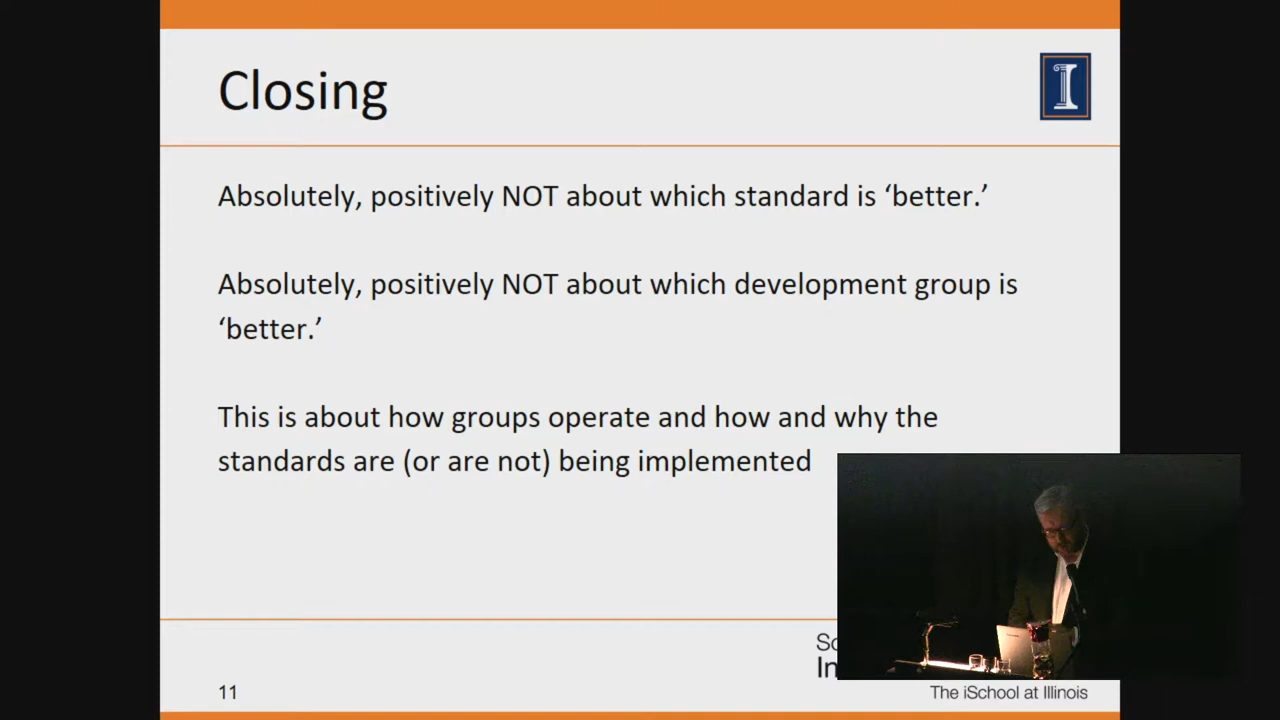 Closing
I
Absolutely, positively NOT about which standard is ‘better.’
Absolutely, positively NOT about which development group is
‘better.’
This is about how groups operate and how and why the
standards are (or are not) being implemented
The iSchool at Illinois
11